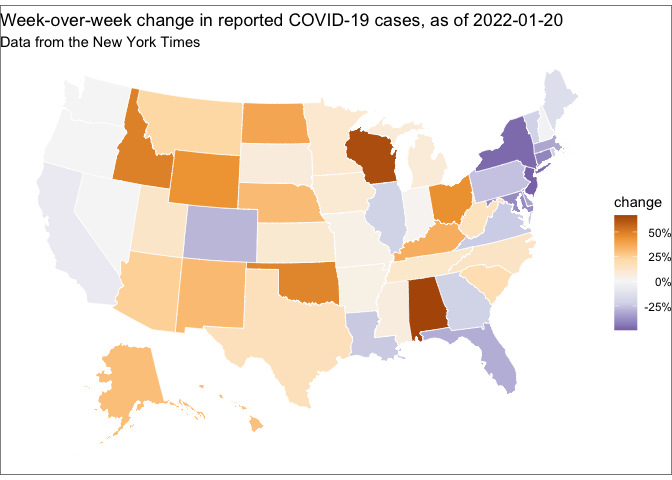 Week-over-week change in reported COVID-19 cases, as of 2022-01-20
Data from the New York Times
change
50%
25%
0%
-25%